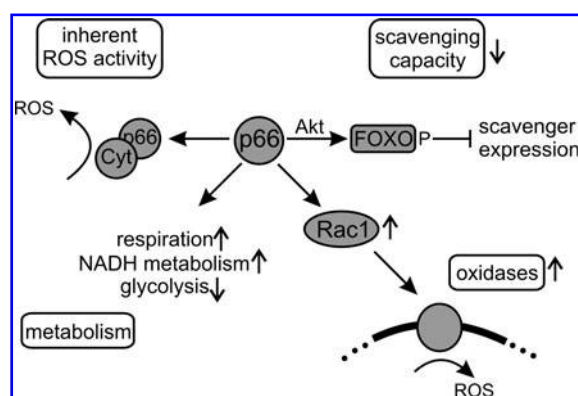 inherent
ROS activity
scavenging
capacity ↓
ROS
p66
Cyt
p66
Akt
FOXO P
scavenger
expression
respiration↑
NADH metabolism↑
glycolysis↓
Rac1 ↑
metabolism
oxidases ↑
ROS